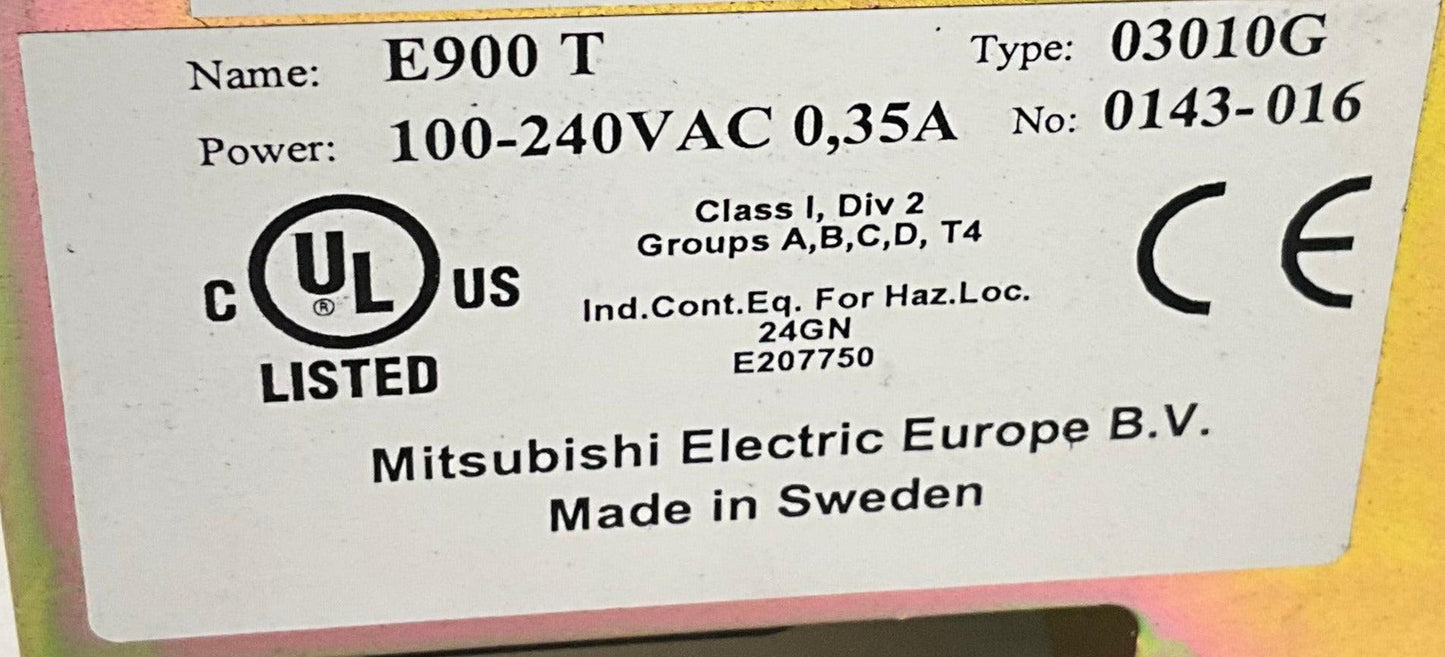 Name: E900 T Type: 03010G
Power: 100-240VAC 0,35A No: 0143-016
C UL ® US
LISTED
Class I, Div 2
Groups A,B,C,D, T4
Ind.Cont.Eq. For Haz.Loc.
24GN
E207750
CE
Mitsubishi Electric Europe B.V.
Made in Sweden